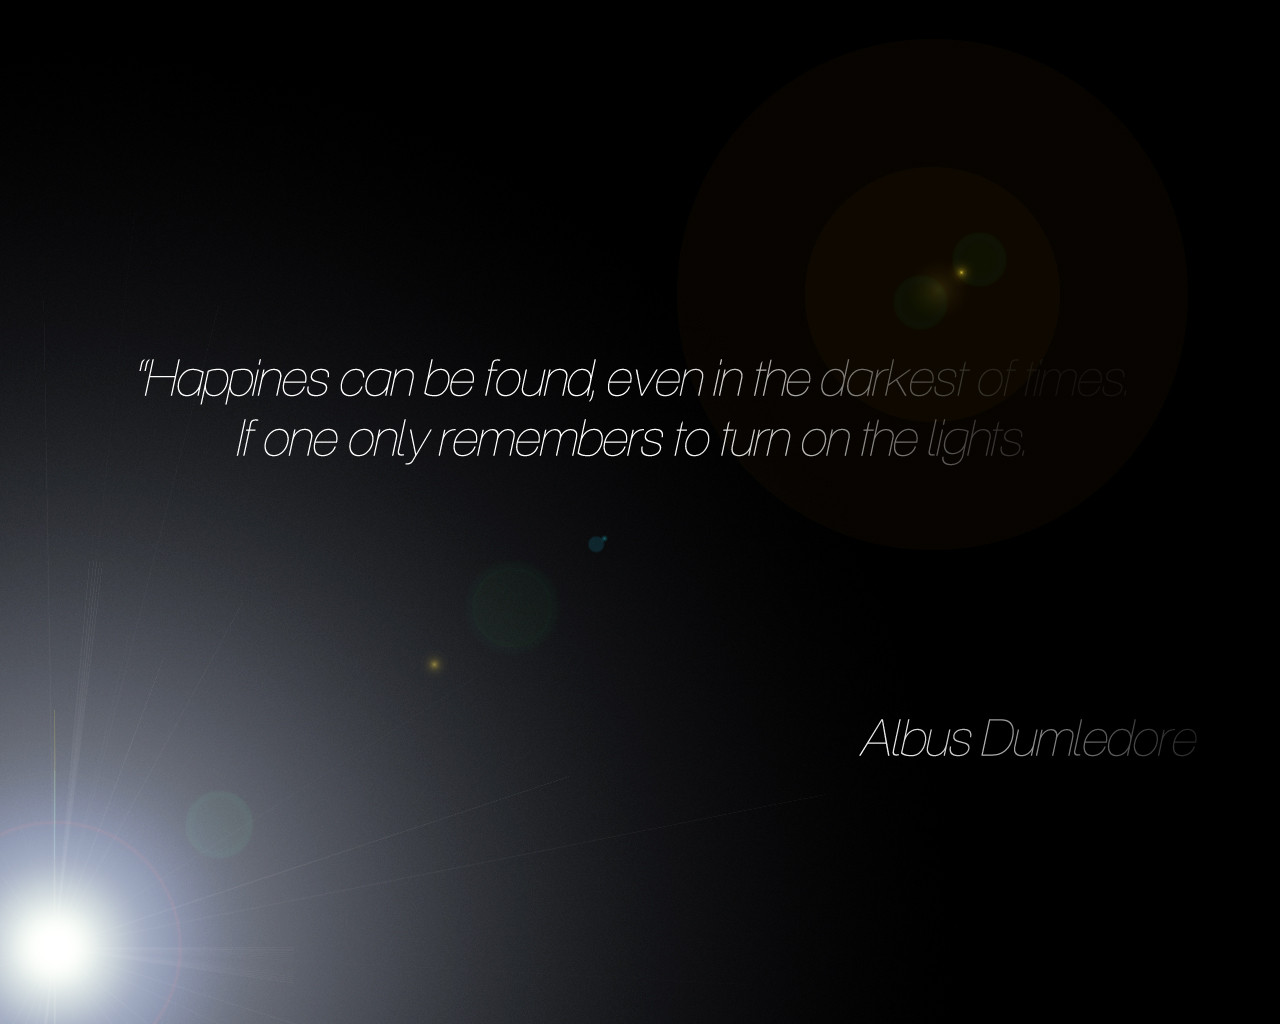 “Happines can be found, even in the darkest of times.
If one only remembers to turn on the lights.
Albus Dumledore